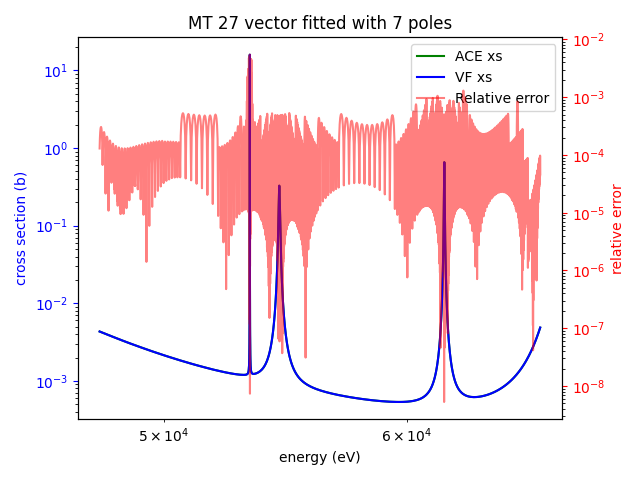 MT 27 vector fitted with 7 poles
ACE xs
VF xs
Relative error
cross section (b)
10¹
10⁰
10⁻¹
10⁻²
10⁻³
relative error
10⁻²
10⁻³
10⁻⁴
10⁻⁵
10⁻⁶
10⁻⁷
10⁻⁸
5 × 10⁴
6 × 10⁴
energy (eV)